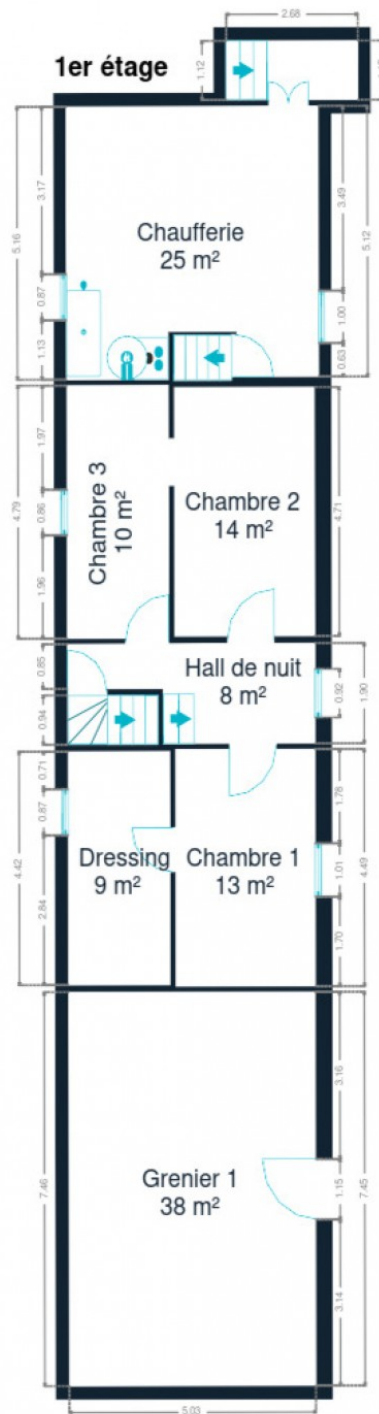 2.68
1er étage
1.12
3.17
5.16
0.87
1.13
3.49
5.12
1.00
0.63
Chaufferie
25 m²
1.97
4.79
0.86
1.96
Chambre 3
10 m²
Chambre 2
14 m²
4.71
0.85
0.94
Hall de nuit
8 m²
0.92
1.90
0.71
0.87
4.42
2.84
Dressing
9 m²
Chambre 1
13 m²
1.78
1.01
4.49
1.70
7.46
Grenier 1
38 m²
3.16
1.15
7.45
3.14
5.03